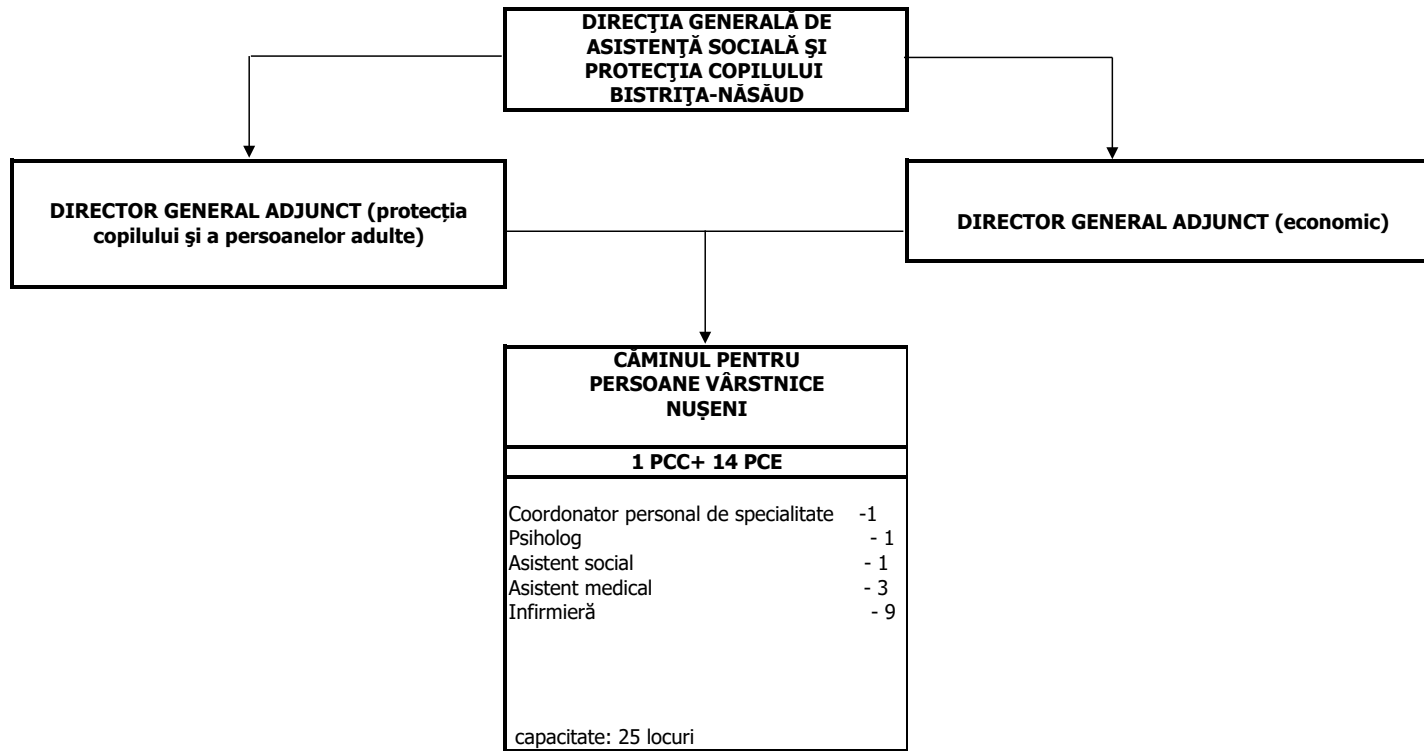 DIRECŢIA GENERALĂ DE
ASISTENŢĂ SOCIALĂ ŞI
PROTECŢIA COPILULUI
BISTRIŢA-NĂSĂUD
DIRECTOR GENERAL ADJUNCT (protecția
copilului şi a persoanelor adulte)
DIRECTOR GENERAL ADJUNCT (economic)
CĂMINUL PENTRU
PERSOANE VÂRSTNICE
NUȘENI
1 PCC+ 14 PCE
Coordonator personal de specialitate -1
Psiholog - 1
Asistent social - 1
Asistent medical - 3
Infirmieră - 9
capacitate: 25 locuri